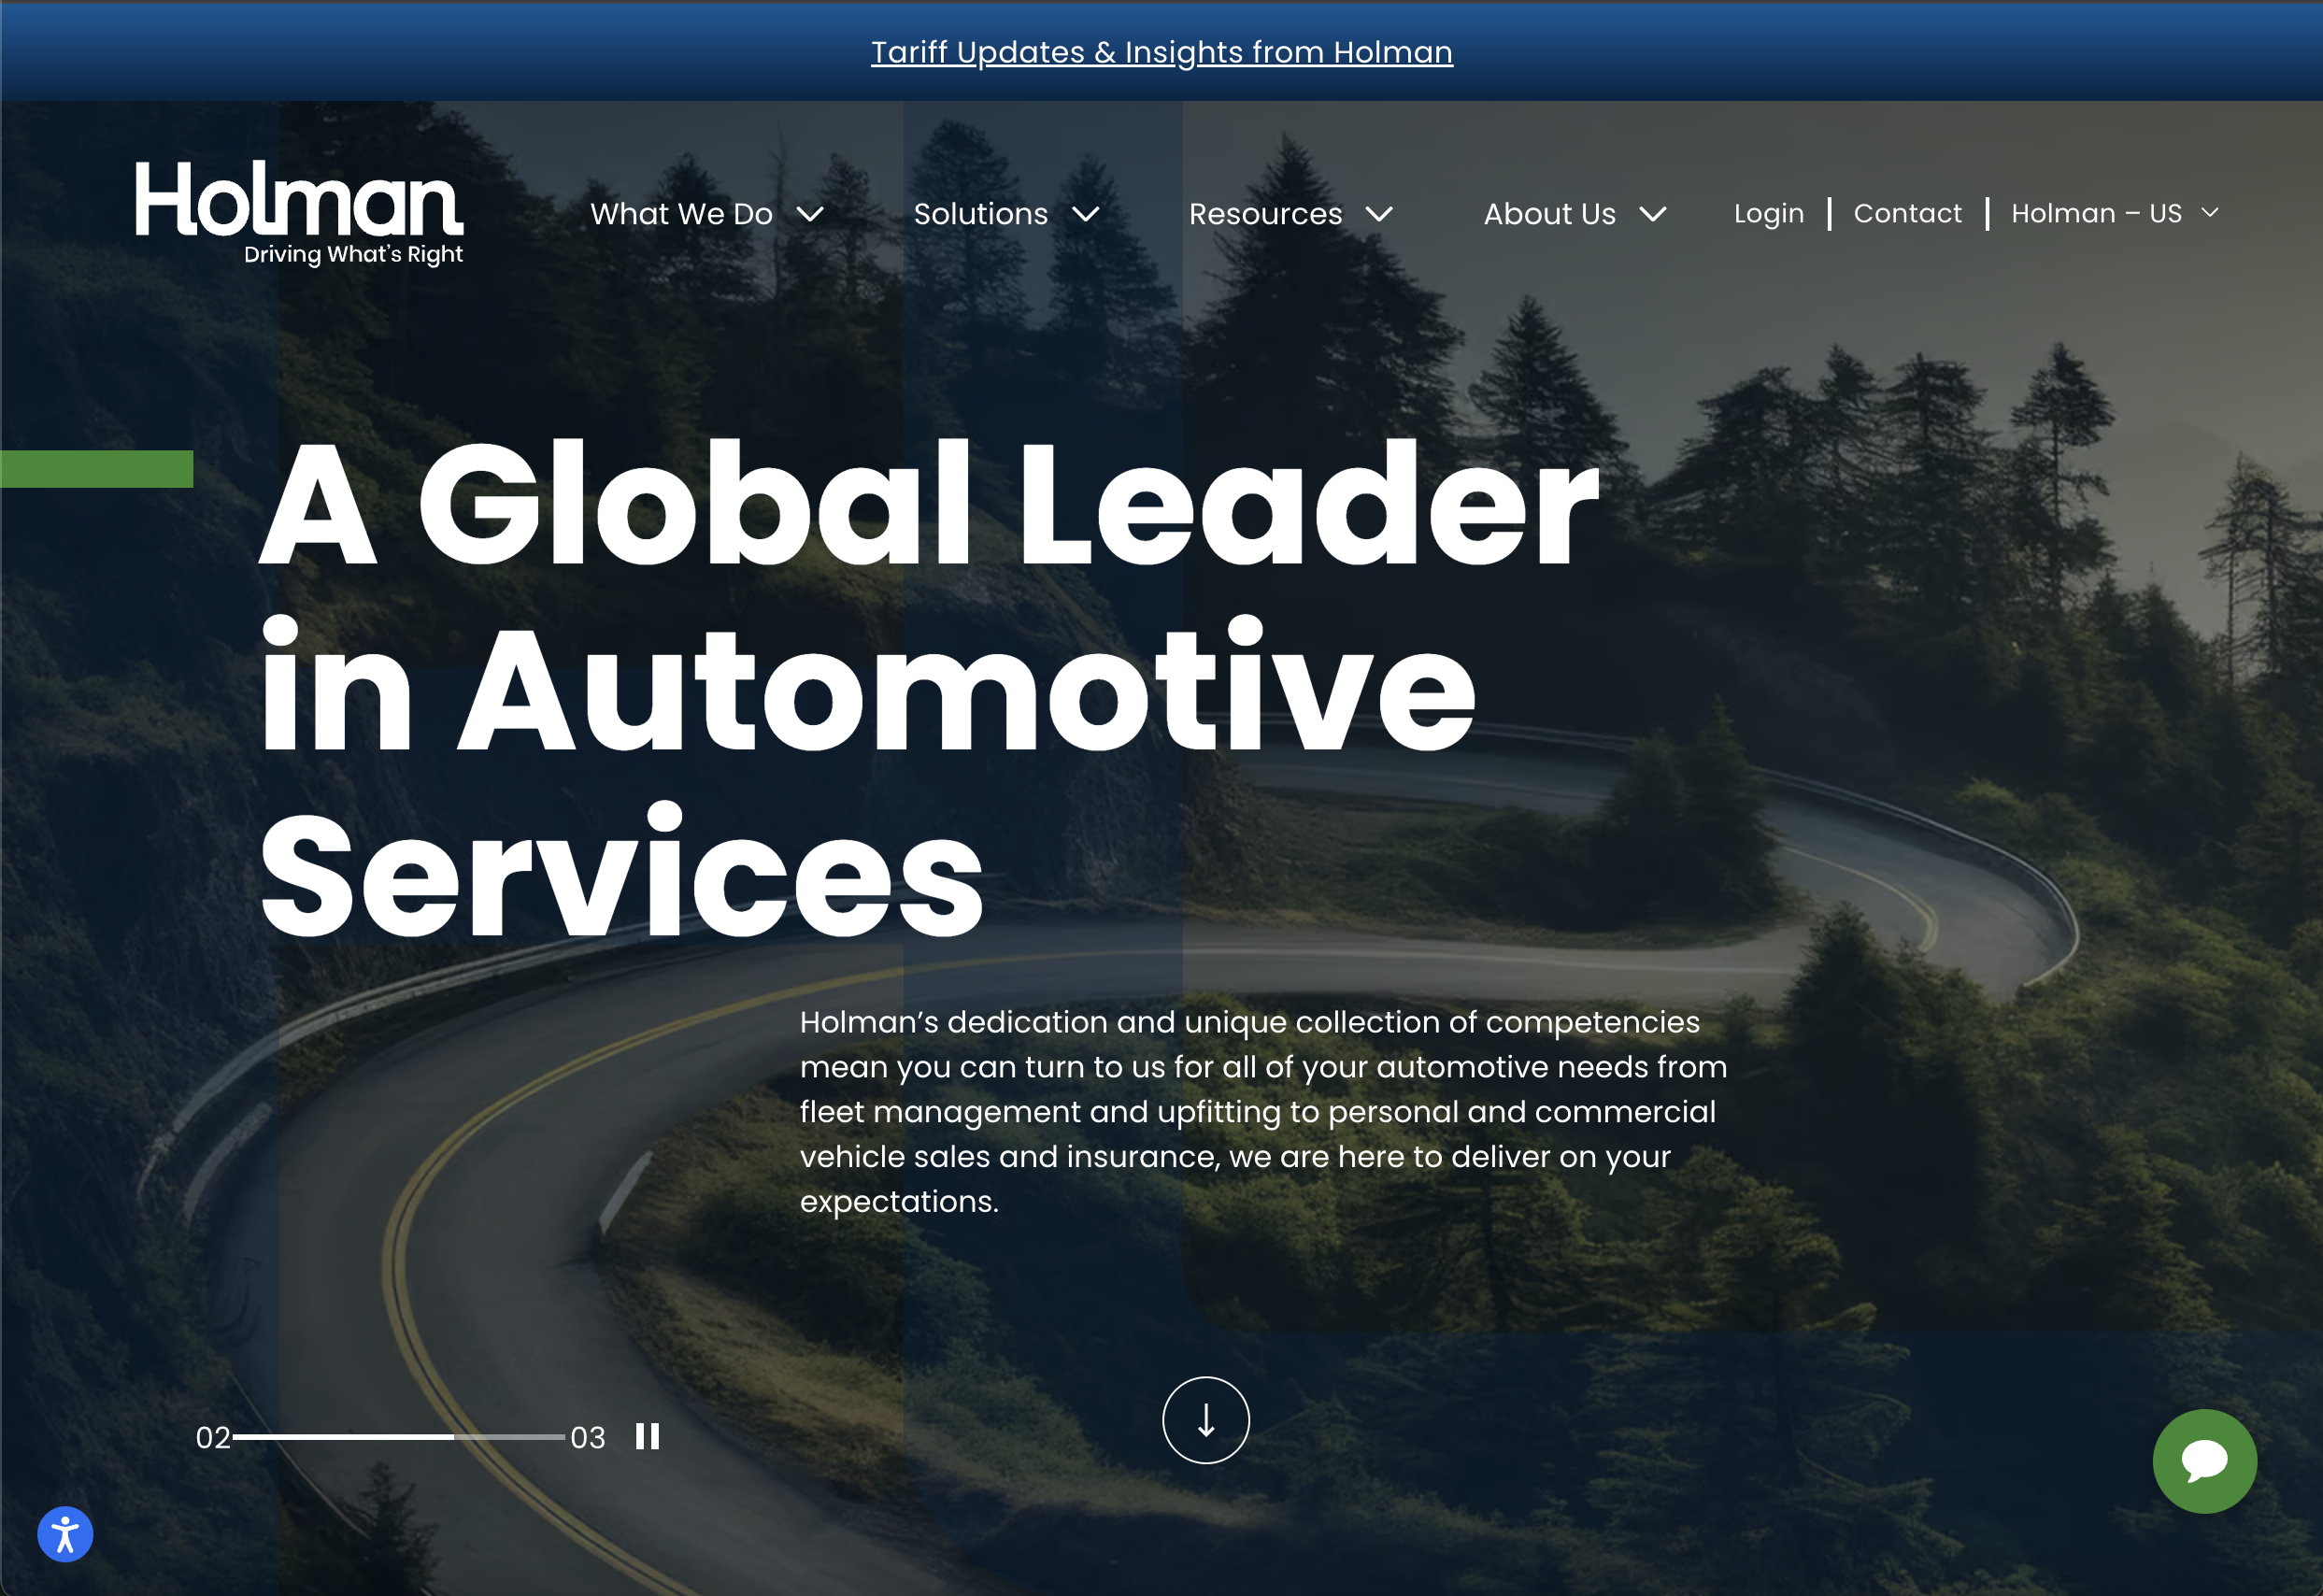 Tariff Updates & Insights from Holman
Holman
Driving What's Right
What We Do
Solutions
Resources
About Us
Login
Contact
Holman – US
A Global Leader
in Automotive
Services
Holman’s dedication and unique collection of competencies
mean you can turn to us for all of your automotive needs from
fleet management and upfitting to personal and commercial
vehicle sales and insurance, we are here to deliver on your
expectations.
02
03